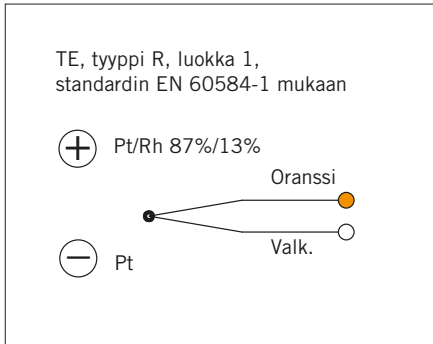 TE, tyyppi R, luokka 1,
standardin EN 60584-1 mukaan
+ Pt/Rh 87%/13%
Oranssi
Valk.
− Pt